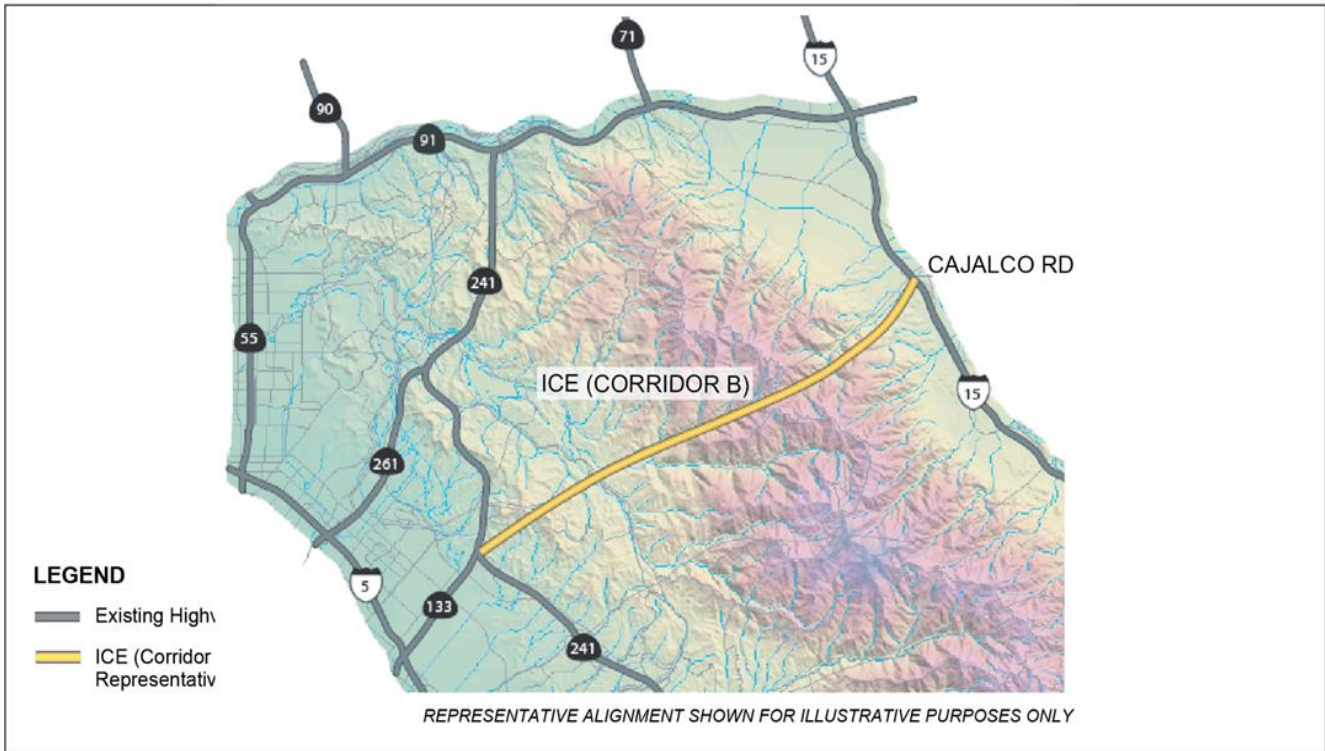 71
15
90
91
CAJALCO RD
241
55
ICE (CORRIDOR B)
15
261
LEGEND
5
Existing High
133
ICE (Corridor
241
Representativ
REPRESENTATIVE ALIGNMENT SHOWN FOR ILLUSTRATIVE PURPOSES ONLY